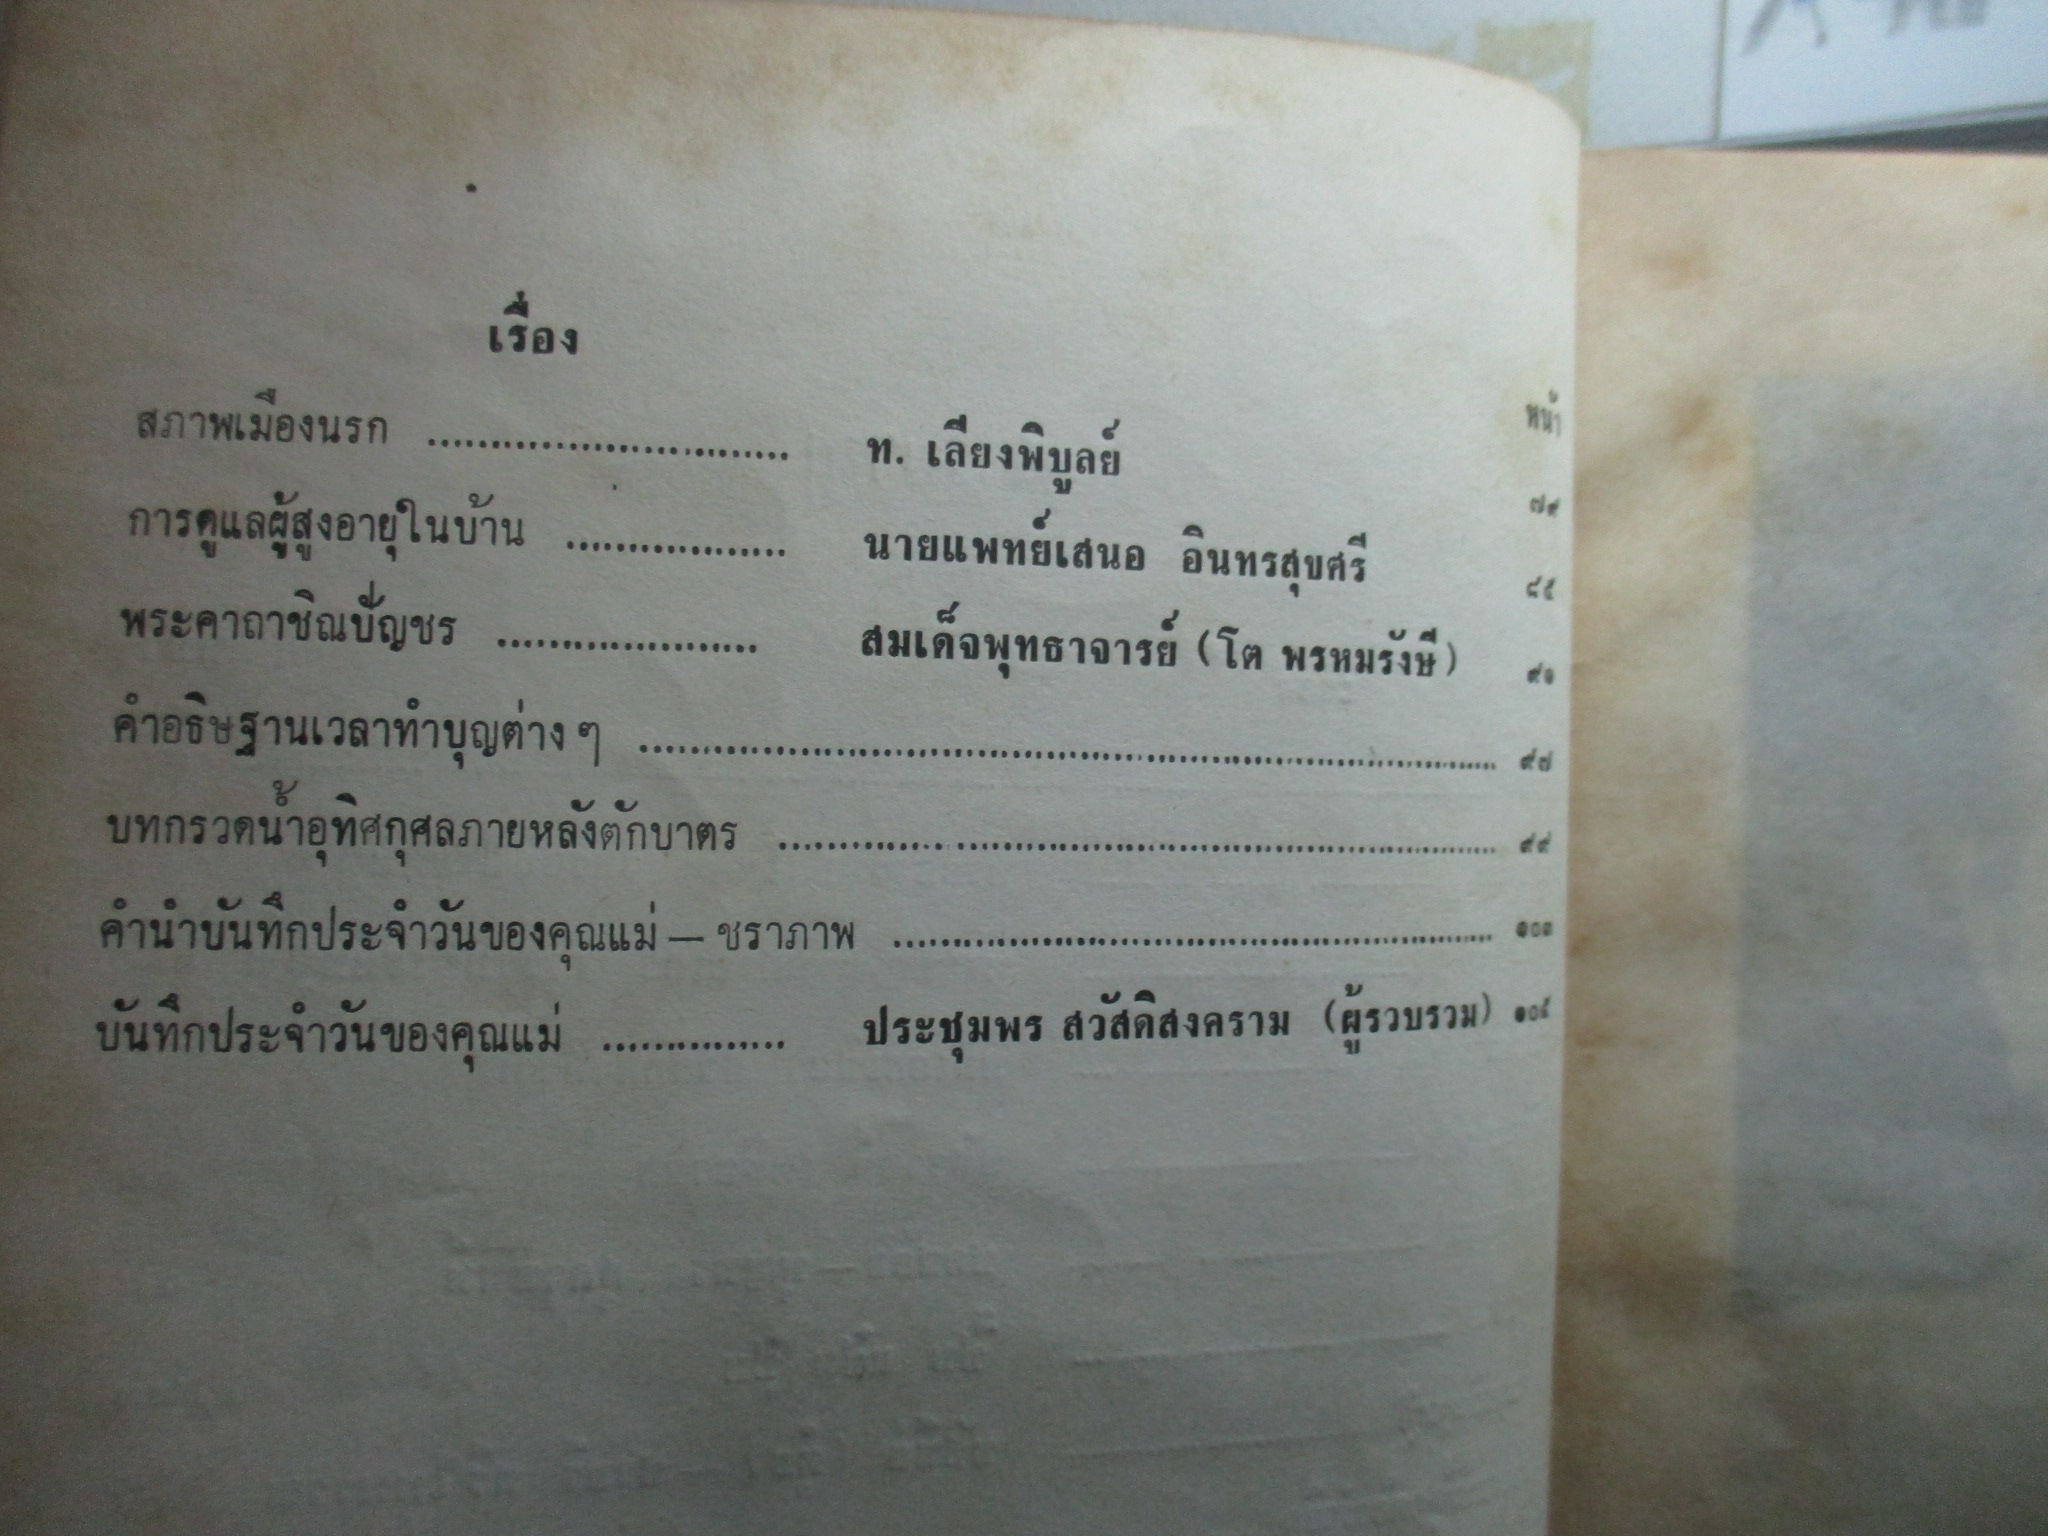 เรื่อง
หน้า
สภาพเมืองนรก ........................ ท. เลียงพิบูลย์ ๗๙
การดูแลผู้สูงอายุในบ้าน .................. นายแพทย์เสนอ อินทรสุขศรี ๘๕
พระคาถาชิณบัญชร ..................... สมเด็จพุทธาจารย์ (โต พรหมรังษี) ๙๑
คำอธิษฐานเวลาทำบุญต่าง ๆ ........................................ ๙๗
บทกรวดน้ำอุทิศกุศลภายหลังตักบาตร ........................................ ๙๙
คำนำบันทึกประจำวันของคุณแม่ — ชราภาพ ........................................
บันทึกประจำวันของคุณแม่ ............... ประชุมพร สวัสดิสงคราม (ผู้รวบรวม)